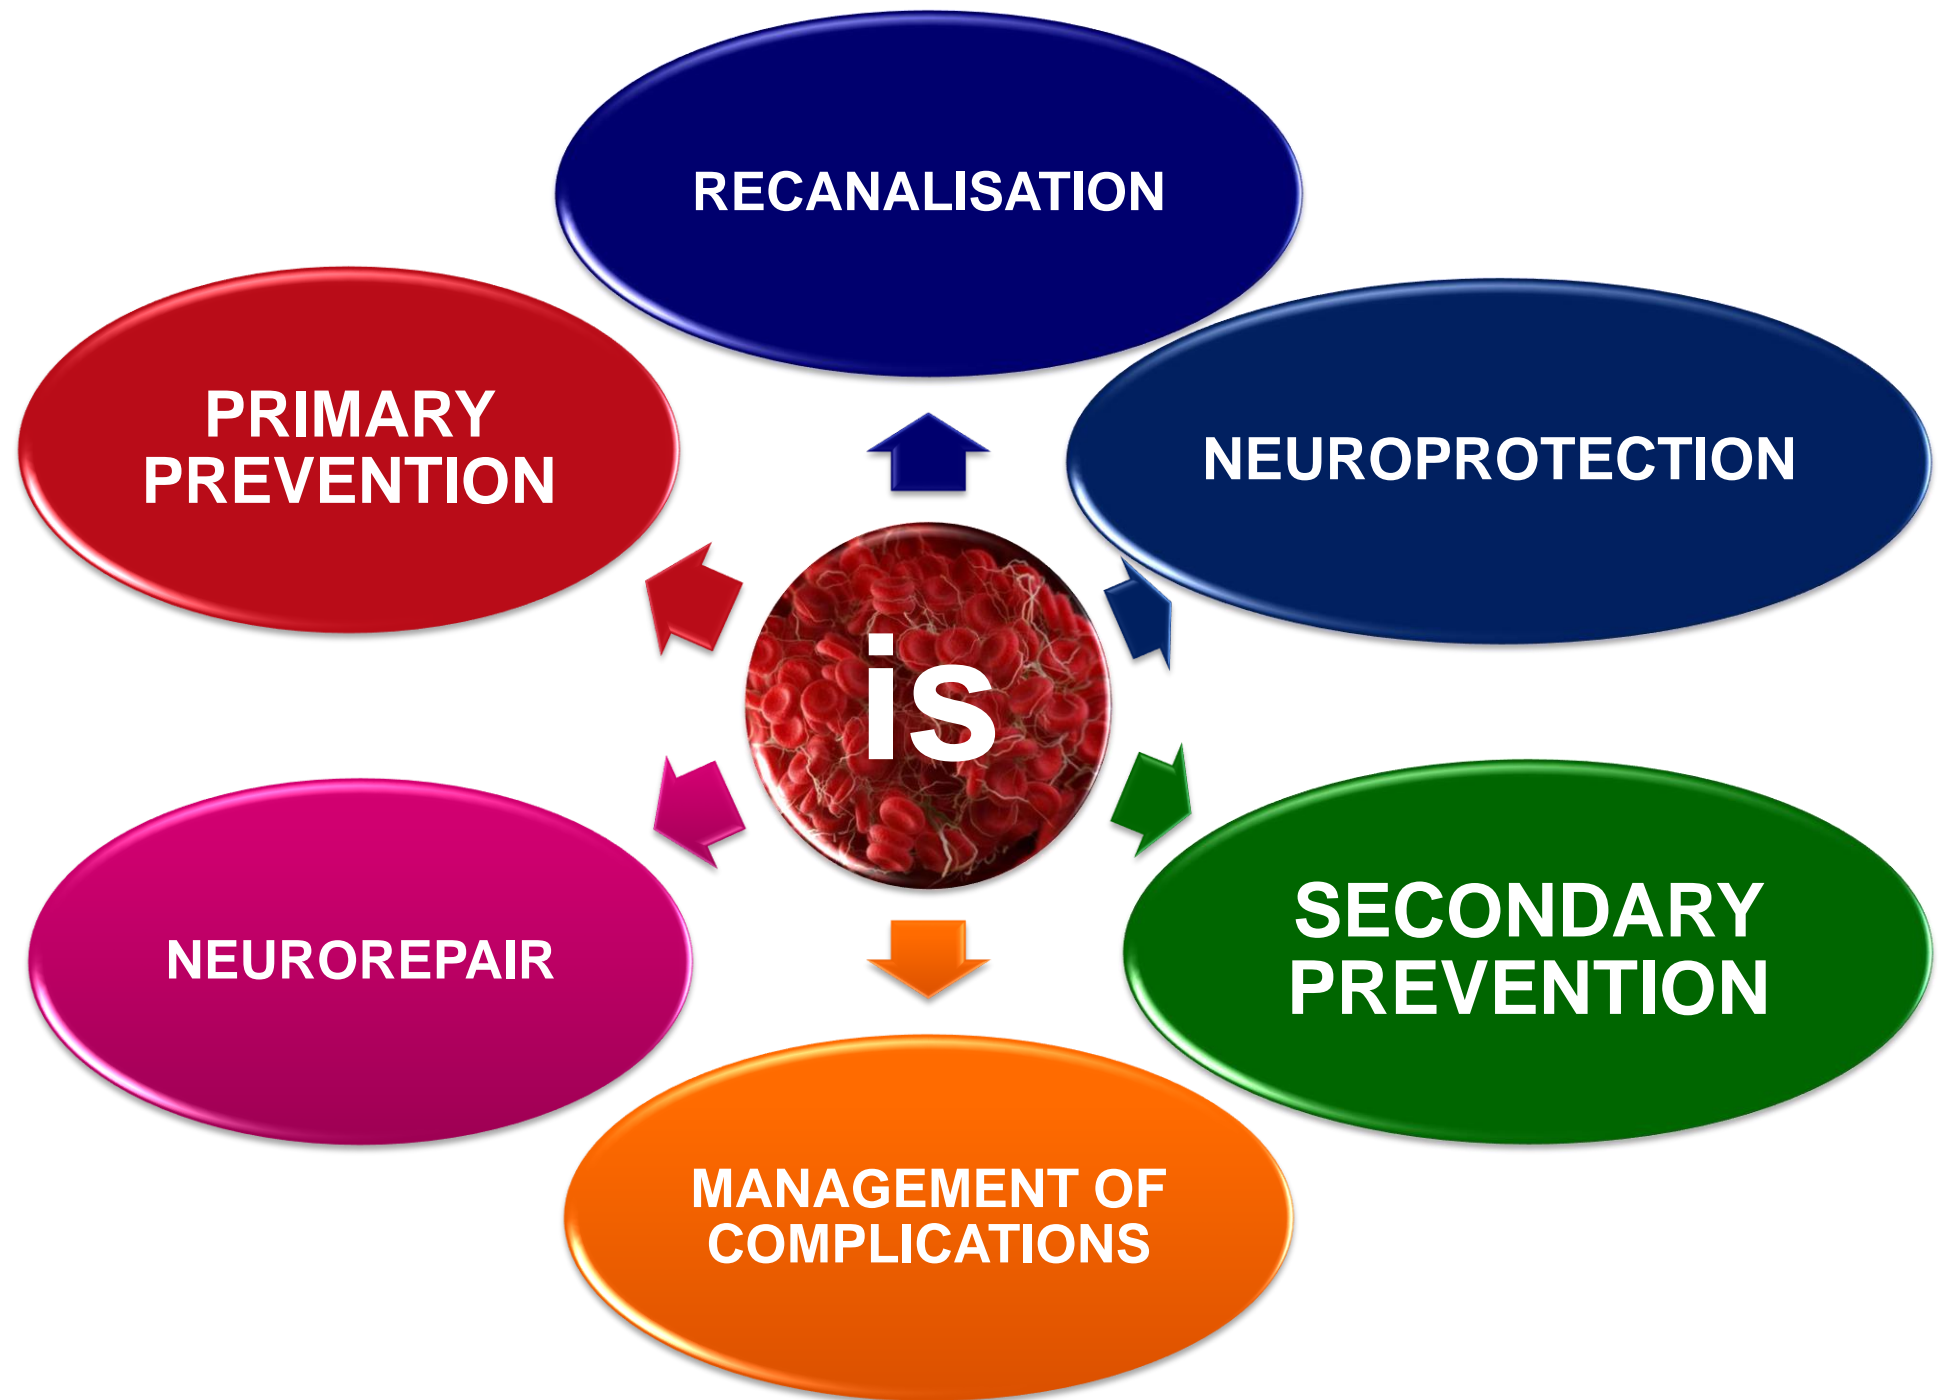 RECANALISATION
PRIMARY
PREVENTION
NEUROPROTECTION
is
NEUROREPAIR
SECONDARY
PREVENTION
MANAGEMENT OF
COMPLICATIONS